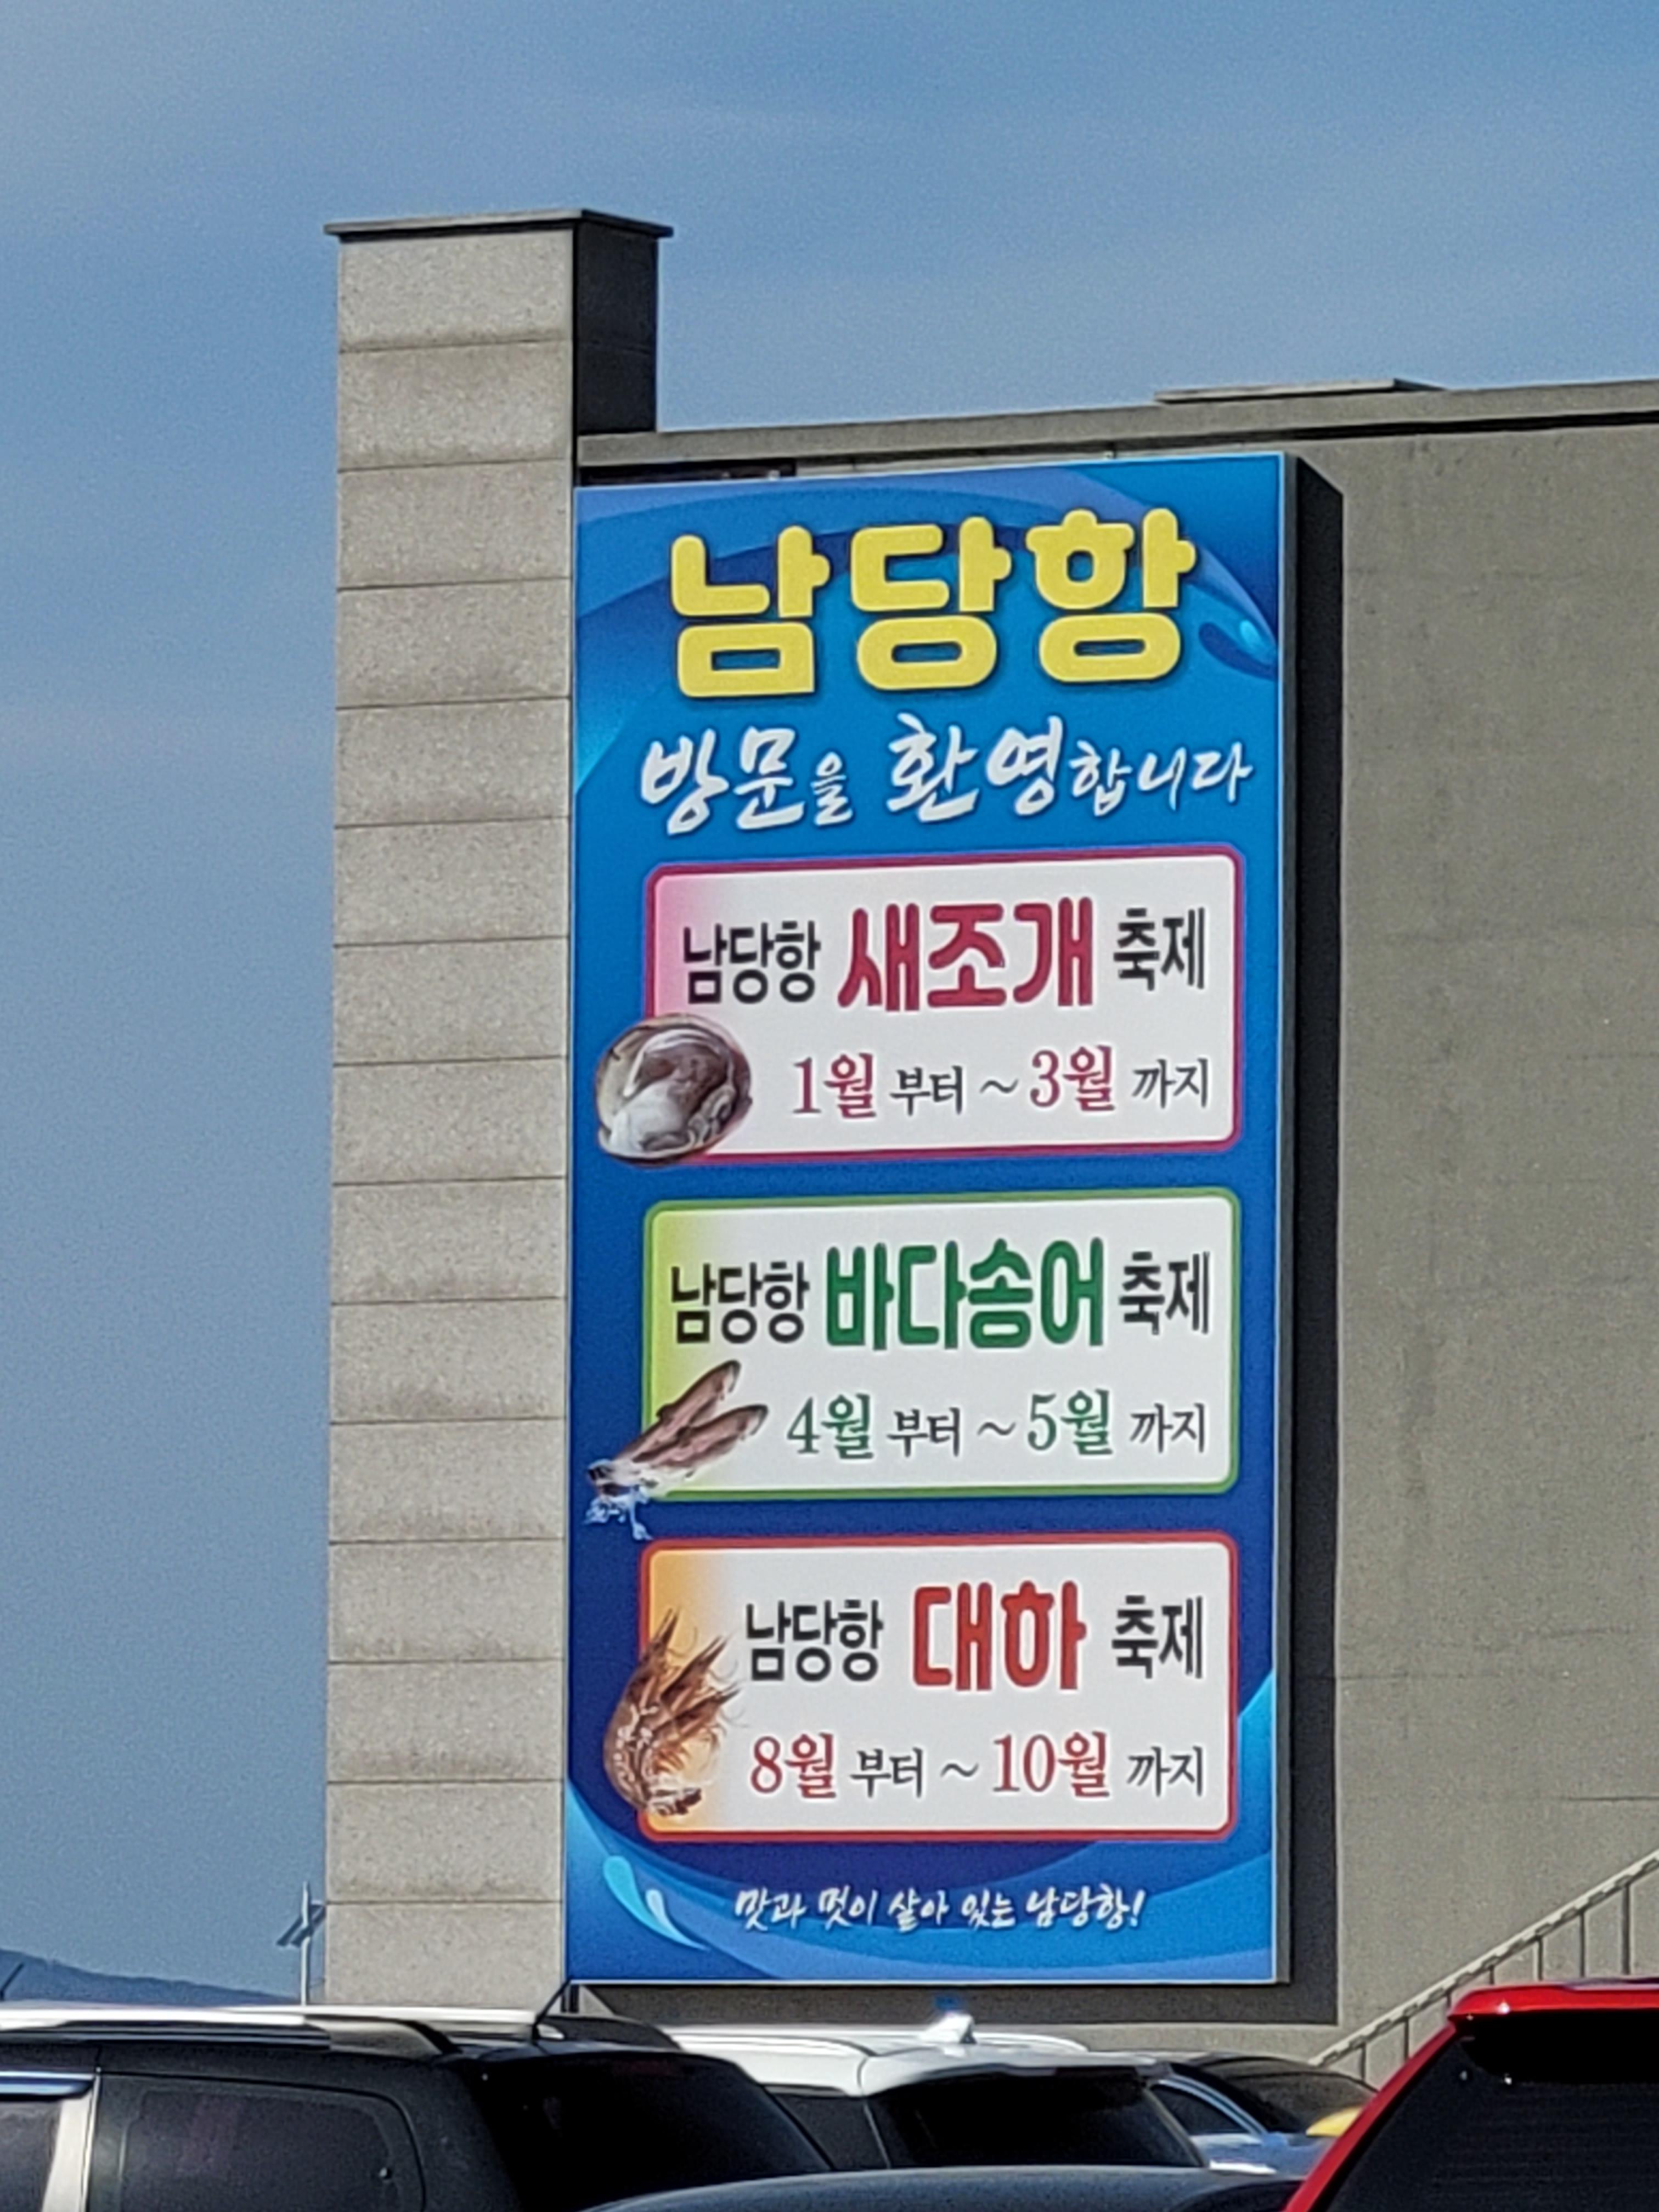 남당항
방문을 환영합니다
남당항 새조개 축제
1월 부터 ~ 3월 까지
남당항 바다송어 축제
4월 부터 ~ 5월 까지
남당항 대하 축제
8월 부터 ~ 10월 까지
맛과 멋이 살아 있는 남당항!